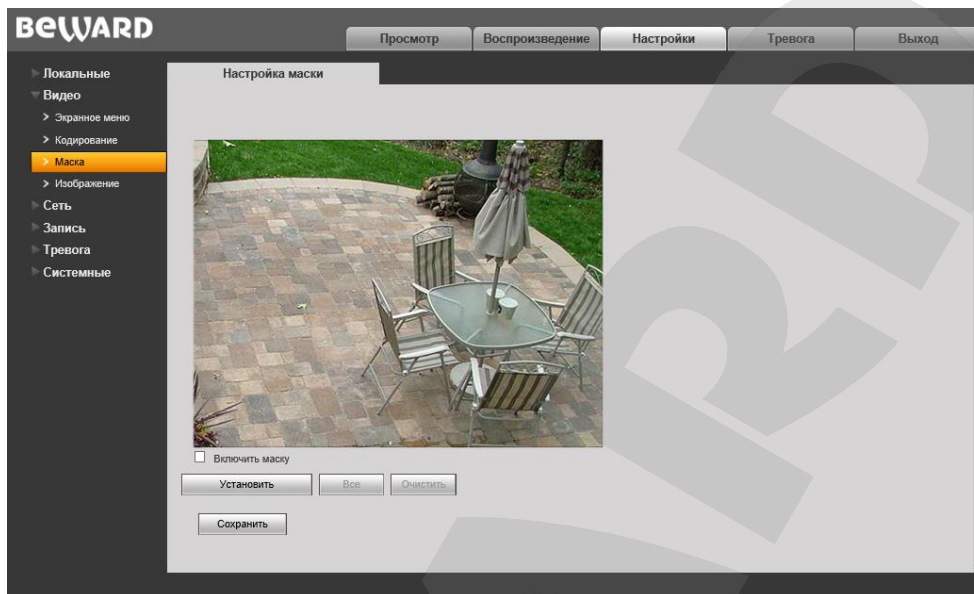 BEWARD
Просмотр
Воспроизведение
Настройки
Тревога
Выход
Локальные
Видео
Экранное меню
Кодирование
Маска
Изображение
Сеть
Запись
Тревога
Системные
Настройка маски
Включить маску
Установить
Все
Очистить
Сохранить